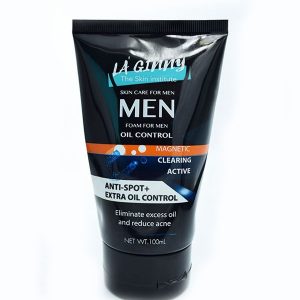 LÁ GINNY
The Skin institute
SKIN CARE FOR MEN
MEN
FOAM FOR MEN
OIL CONTROL
MAGNETIC
CLEARING
ACTIVE
ANTI-SPOT+
EXTRA OIL CONTROL
Eliminate excess oil
and reduce acne
NET WT.100mL